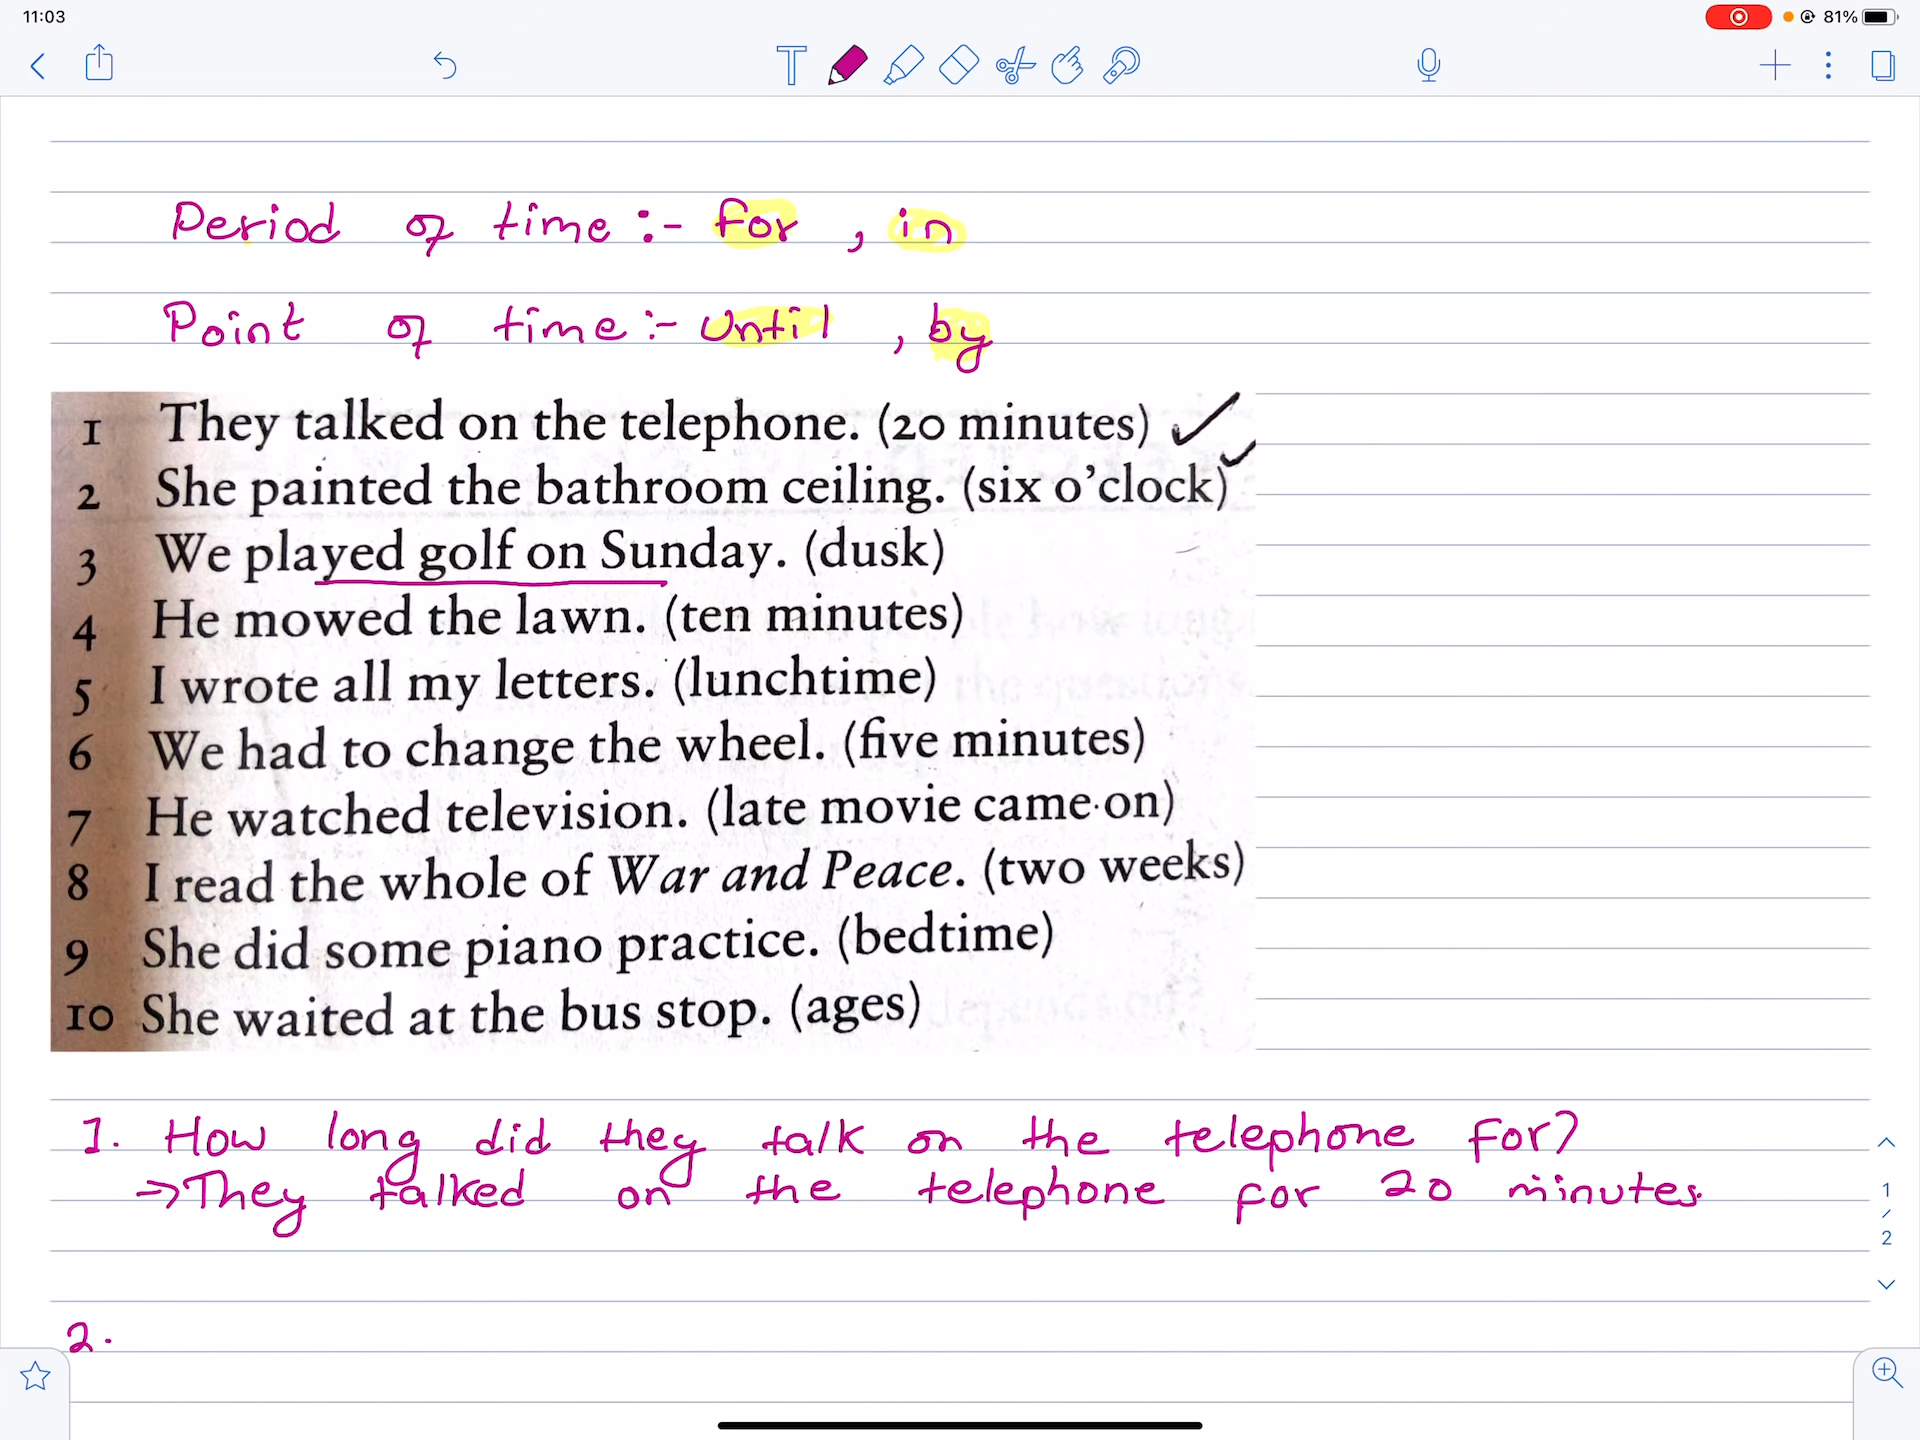 11:03
81%
T
Period of time :- for , in
Point of time :- Until , by
1 They talked on the telephone. (20 minutes)
2 She painted the bathroom ceiling. (six o'clock)
3 We played golf on Sunday. (dusk)
4 He mowed the lawn. (ten minutes)
5 I wrote all my letters. (lunchtime)
6 We had to change the wheel. (five minutes)
7 He watched television. (late movie came on)
8 I read the whole of War and Peace. (two weeks)
9 She did some piano practice. (bedtime)
10 She waited at the bus stop. (ages)
1. How long did they talk on the telephone for?
→ They talked on the telephone for 20 minutes.
1
/
2
2.